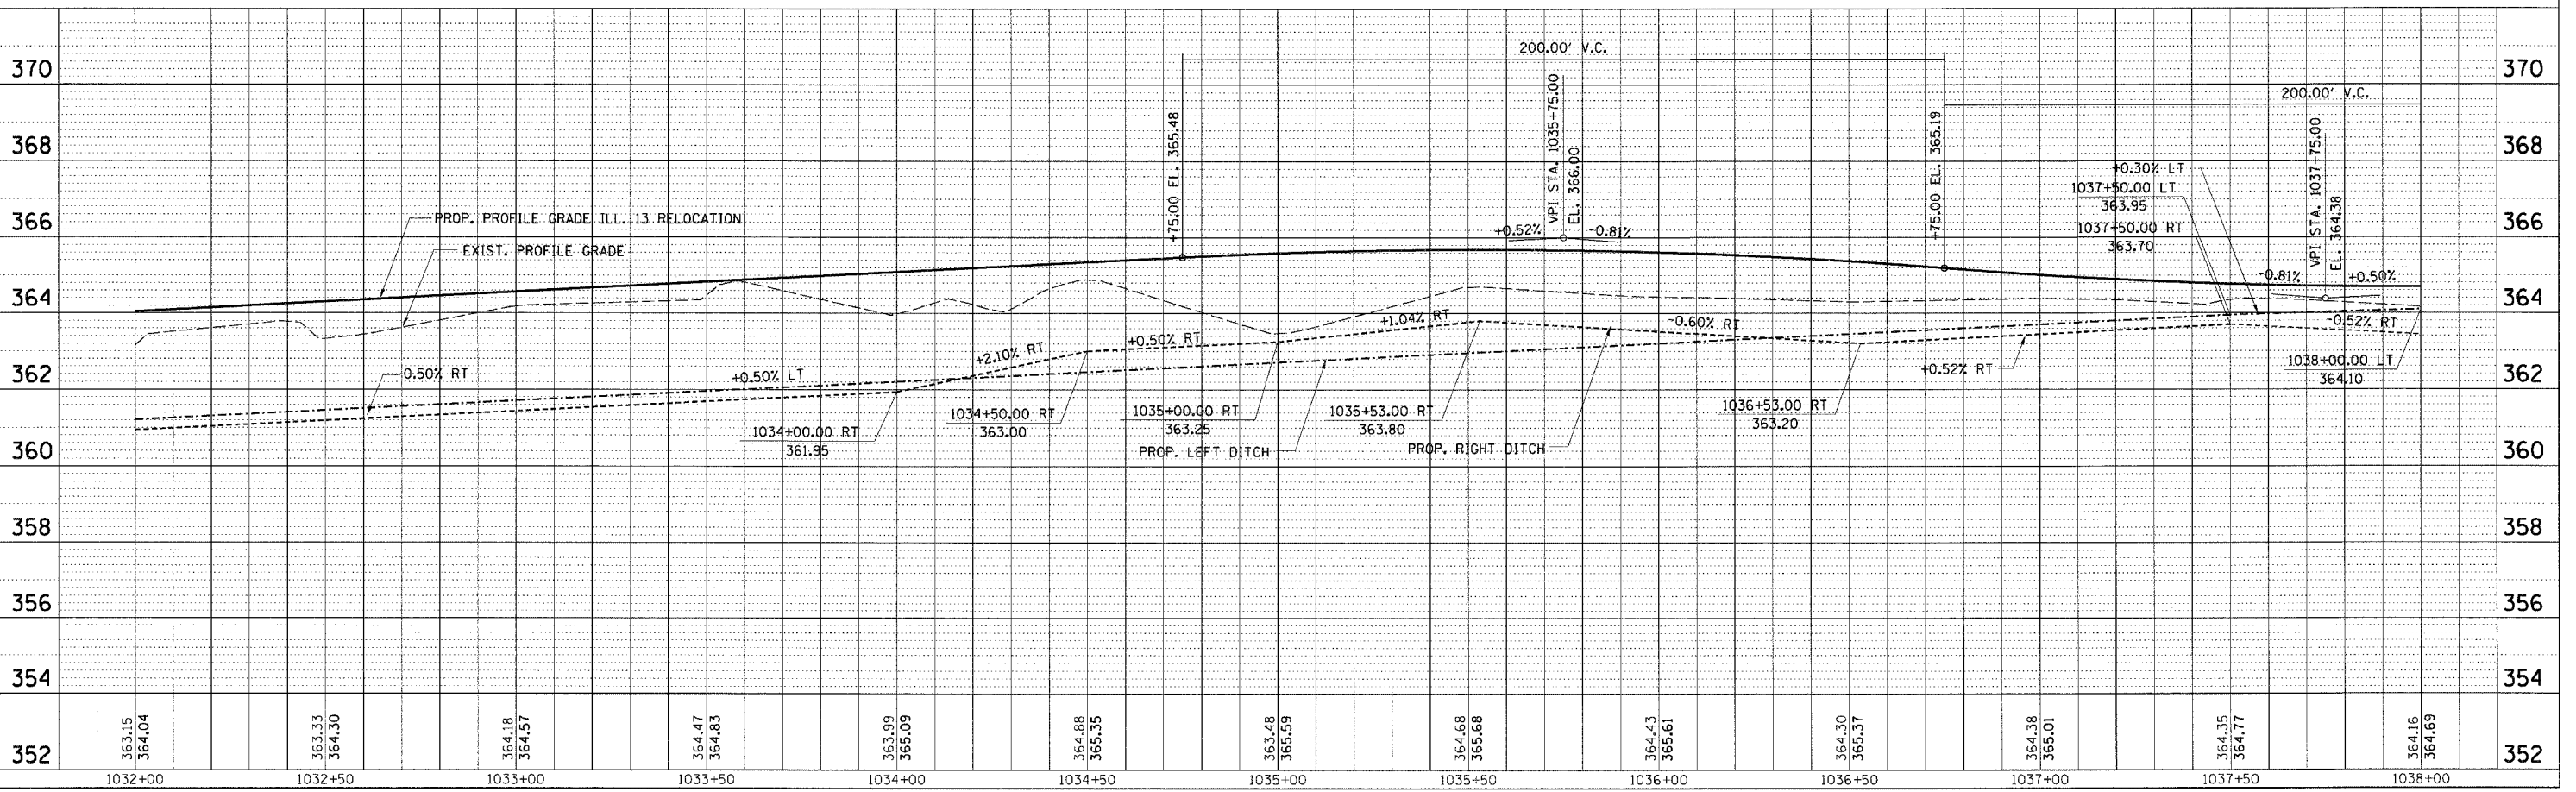 200.00' V.C.
370
370
200.00' V.C.
+75.00 EL. 365.48
VPI STA. 1035+75.00
EL. 366.00
+75.00 EL. 365.19
VPI STA. 1037+75.00
EL. 364.38
368
368
+0.30% LT
1037+50.00 LT
363.95
366
PROP. PROFILE GRADE ILL. 13 RELOCATION
+0.52%
-0.81%
1037+50.00 RT
363.70
366
EXIST. PROFILE GRADE
-0.81%
+0.50%
364
364
+1.04% RT
-0.60% RT
-0.52% RT
+0.50% RT
+2.10% RT
1038+00.00 LT
364.10
362
0.50% RT
+0.50% LT
+0.52% RT
362
1034+00.00 RT
361.95
1034+50.00 RT
363.00
1035+00.00 RT
363.25
1035+53.00 RT
363.80
1036+53.00 RT
363.20
PROP. LEFT DITCH
PROP. RIGHT DITCH
360
360
358
358
356
356
354
354
363.15
364.04
363.33
364.30
364.18
364.57
364.47
364.83
363.99
365.09
364.88
365.35
363.48
365.59
364.68
365.68
364.43
365.61
364.30
365.37
364.38
365.01
364.35
364.77
364.16
364.69
352
352
1032+00
1032+50
1033+00
1033+50
1034+00
1034+50
1035+00
1035+50
1036+00
1036+50
1037+00
1037+50
1038+00